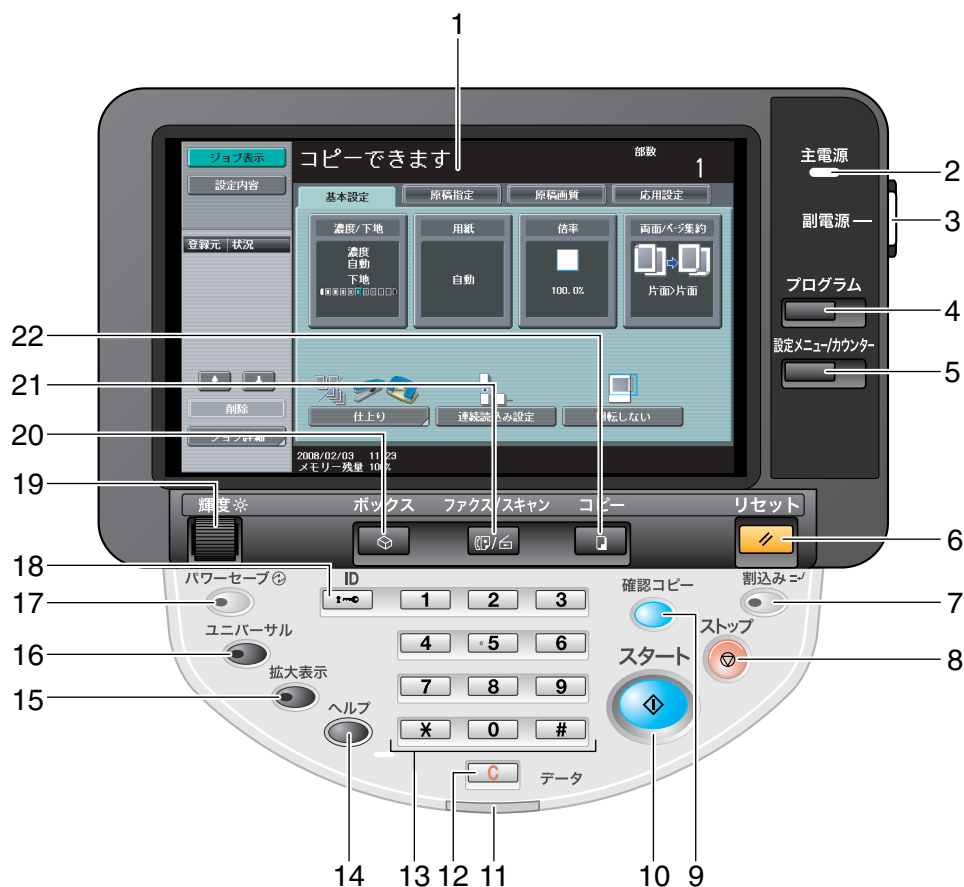 1
ジョブ表示
設定内容
登録元 状況
削除
ジョブ詳細
コピーできます
部数
1
基本設定
原稿指定
原稿画質
応用設定
濃度/下地
濃度
自動
下地
用紙
自動
倍率
100.0%
両面/ページ集約
片面>片面
仕上り
連続読込み設定
回転しない
2008/02/03 11:23
メモリー残量 100%
主電源
2
副電源
3
プログラム
4
設定メニュー/カウンター
5
22
21
20
19
輝度
ボックス
ファクス/スキャン
コピー
リセット
6
18
ID
パワーセーブ
17
ユニバーサル
16
拡大表示
15
ヘルプ
1 2 3
4 5 6
7 8 9
* 0 #
C
データ
確認コピー
割込み
7
ストップ
8
スタート
14 13 12 11 10 9